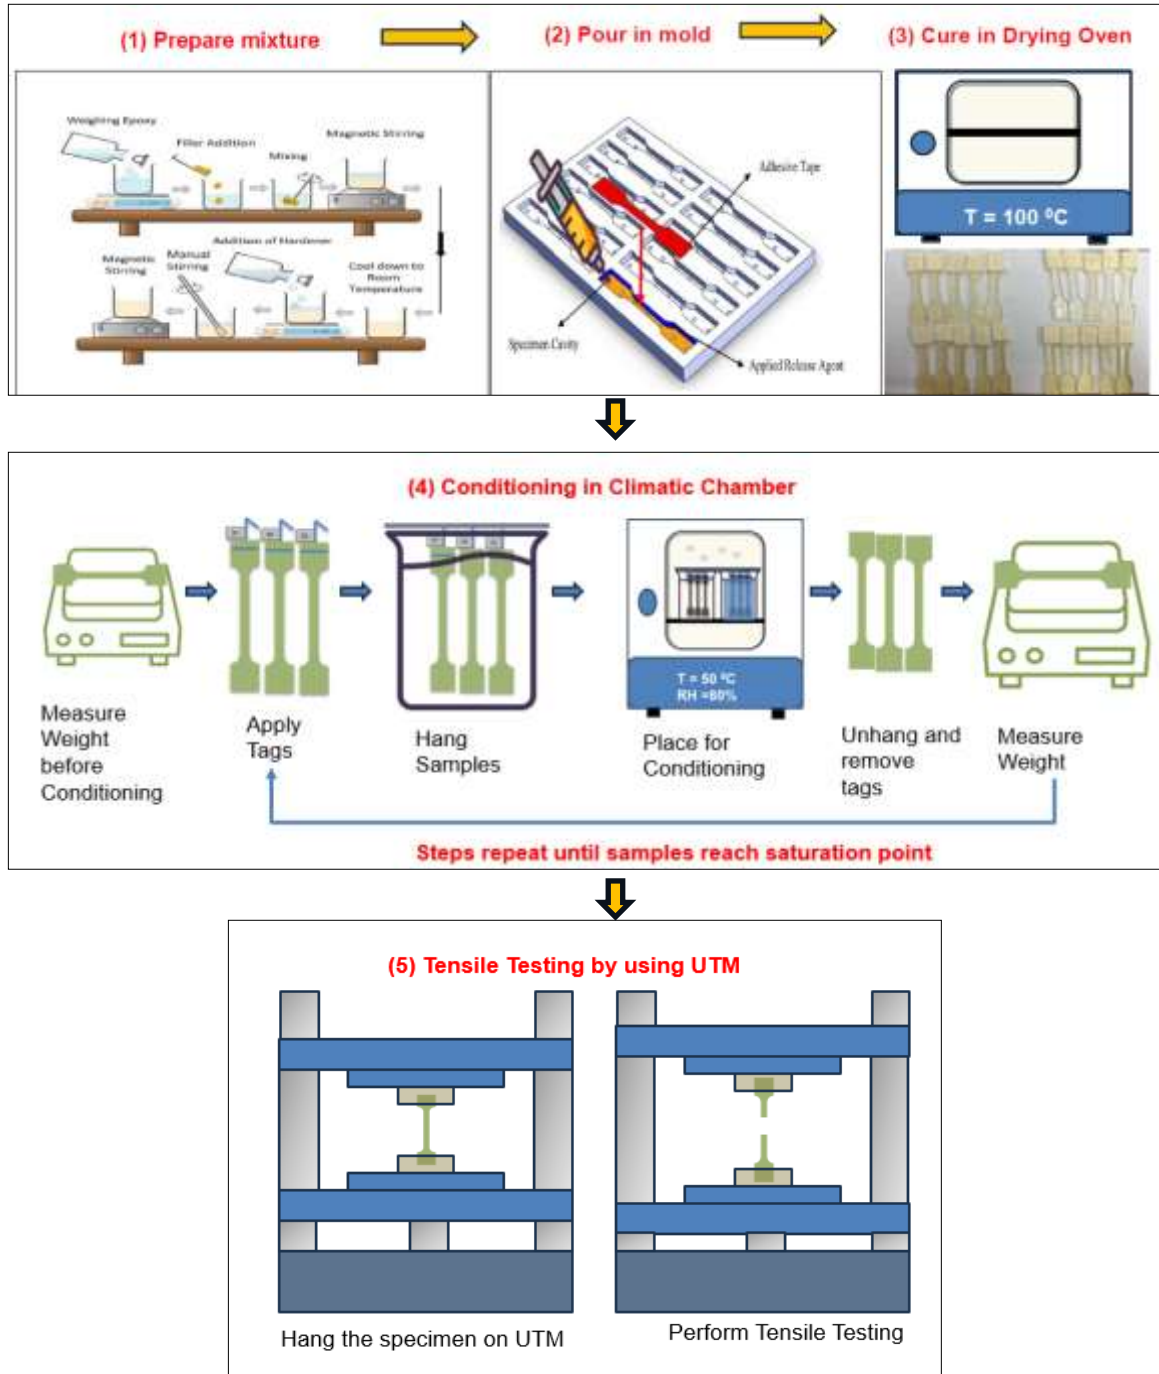 (1) Prepare mixture
(2) Pour in mold
(3) Cure in Drying Oven
Weighing Epoxy
Filler Addition
Mixing
Magnetic Stirring
Addition of Hardener
Magnetic
Stirring
Manual
Stirring
Cool down to
Room
Temperature
Adhesive Tape
Specimen Cavity
Applied Release Agent
T = 100 ⁰C
(4) Conditioning in Climatic Chamber
T = 50 ⁰C
RH =80%
Measure
Weight
before
Conditioning
Apply
Tags
Hang
Samples
Place for
Conditioning
Unhang and
remove
tags
Measure
Weight
Steps repeat until samples reach saturation point
(5) Tensile Testing by using UTM
Hang the specimen on UTM
Perform Tensile Testing